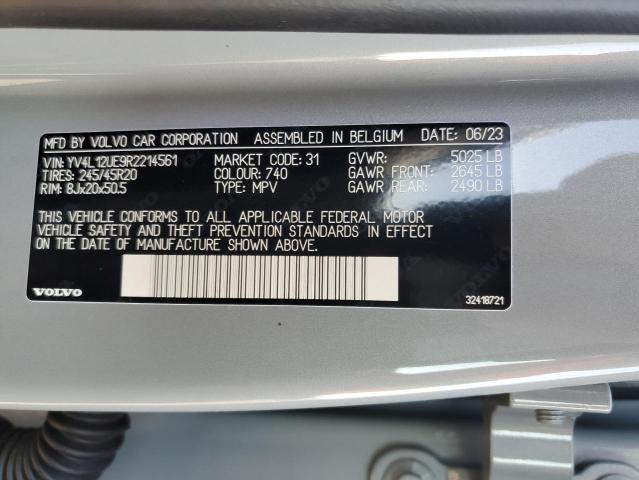 MFD BY VOLVO CAR CORPORATION ASSEMBLED IN BELGIUM DATE: 06/23
VIN: YV4L12UE9R2214561 MARKET CODE: 31 GVWR: 5025 LB
TIRES: 245/45R20 COLOUR: 740 GAWR FRONT: 2645 LB
RIM: 8Jx20x50.5 TYPE: MPV GAWR REAR: 2490 LB
THIS VEHICLE CONFORMS TO ALL APPLICABLE FEDERAL MOTOR
VEHICLE SAFETY AND THEFT PREVENTION STANDARDS IN EFFECT
ON THE DATE OF MANUFACTURE SHOWN ABOVE.
VOLVO 32418721